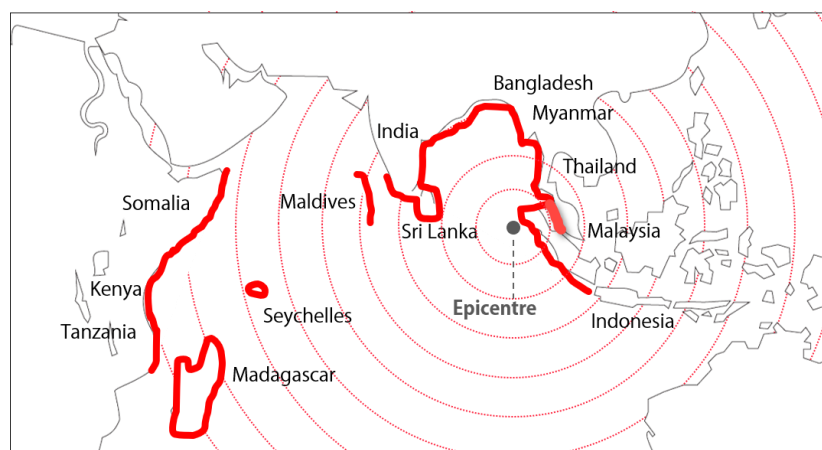 Bangladesh
Myanmar
India
Thailand
Somalia
Maldives
Sri Lanka
Malaysia
Kenya
Epicentre
Seychelles
Indonesia
Tanzania
Madagascar